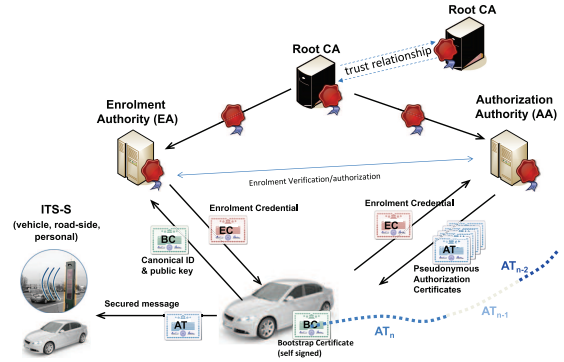 Root CA
Root CA
trust relationship
Enrolment
Authority (EA)
Authorization
Authority (AA)
Enrolment Verification/authorization
ITS-S
(vehicle, road-side,
personal)
Enrolment Credential
EC
BC
Canonical ID
& public key
Enrolment Credential
EC
AT
Pseudonymous
Authorization
Certificates
ATn-2
ATn-1
ATn
Secured message
AT
BC
Bootstrap Certificate
(self signed)